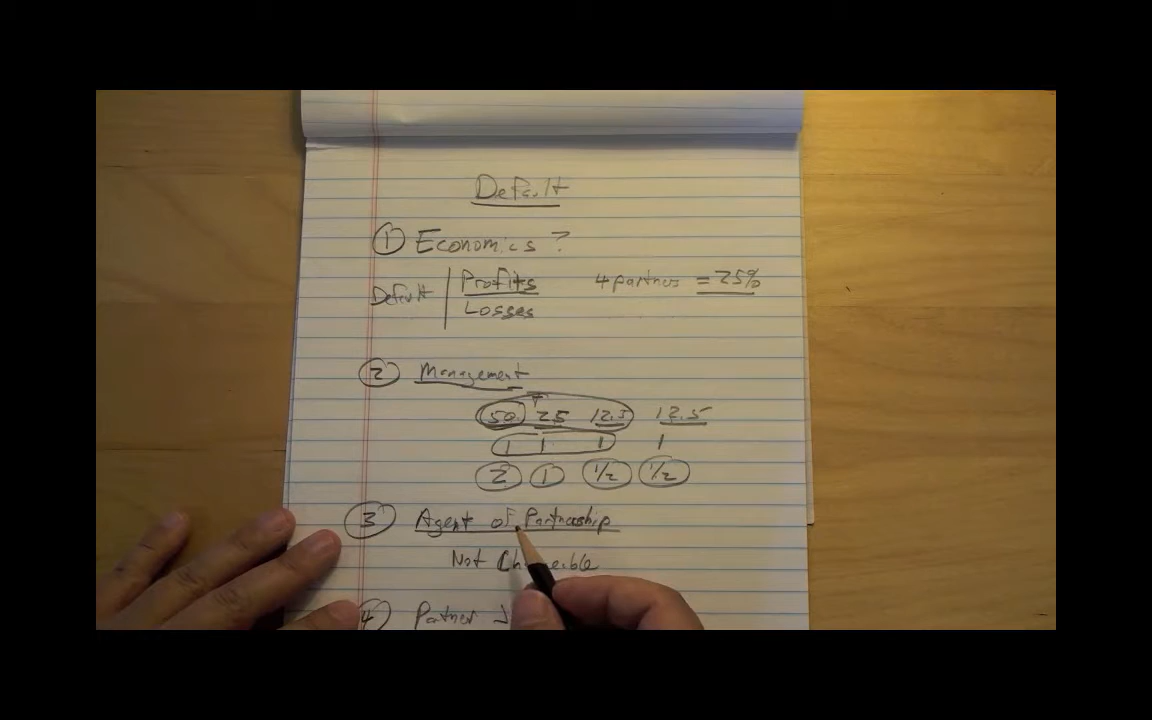 Default
① Economics ?
Default | Profits 4 partners = 25%
Losses
② Management
50 25 12.5 12.5
1 1 1 1
2 1 1/2 1/2
③ Agent of Partnership
Not
④ Partner